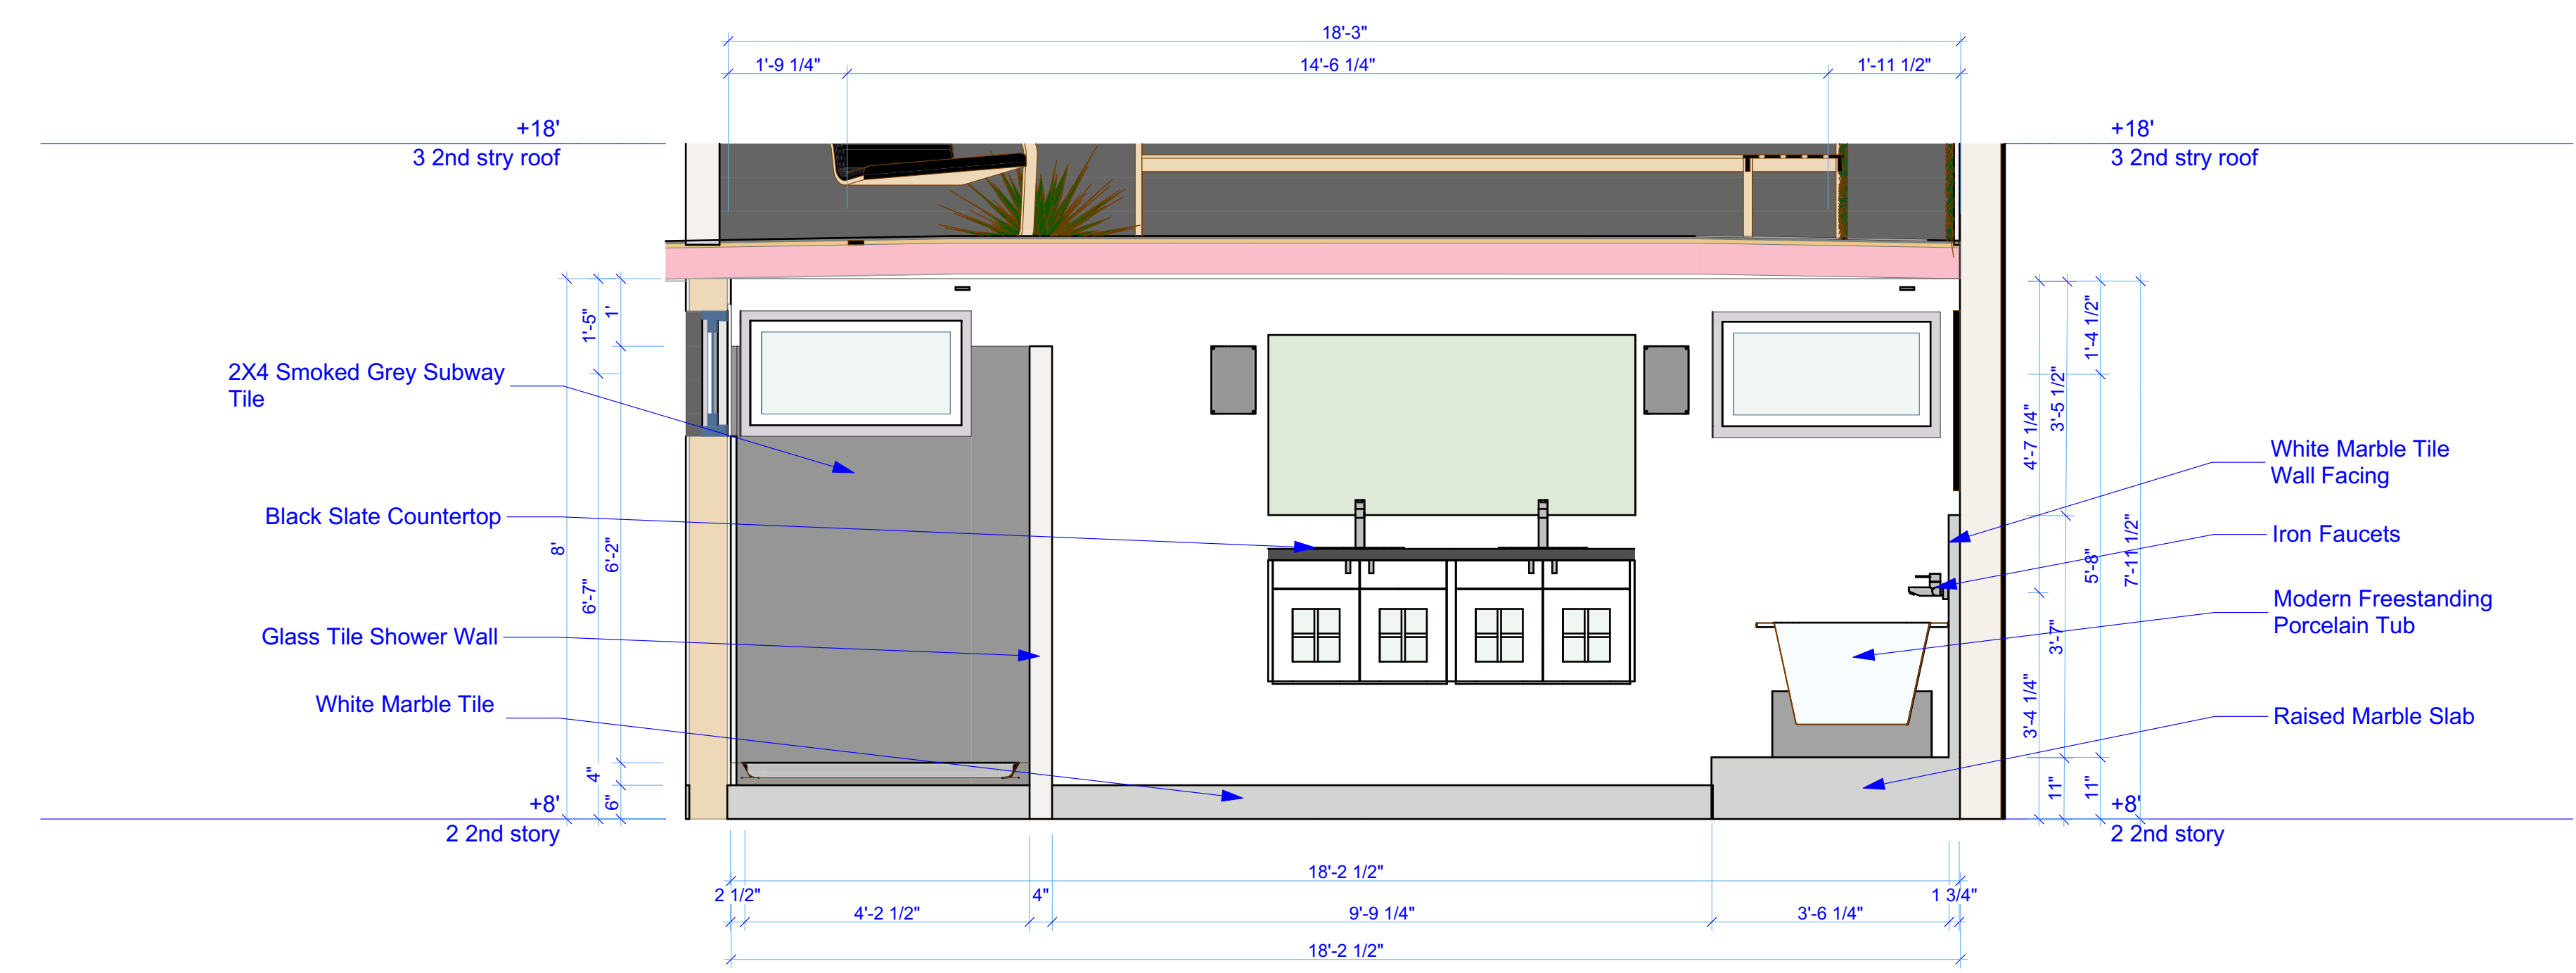 18'-3"
1'-9 1/4"
14'-6 1/4"
1'-11 1/2"
+18'
3 2nd stry roof
+18'
3 2nd stry roof
1'
1'-5"
1'-4 1/2"
2X4 Smoked Grey Subway
Tile
3'-5 1/2"
4'-7 1/4"
White Marble Tile
Wall Facing
Black Slate Countertop
8'
6'-2"
6'-7"
5'-8"
7'-11 1/2"
Iron Faucets
Glass Tile Shower Wall
3'-7"
Modern Freestanding
Porcelain Tub
White Marble Tile
3'-4 1/4"
Raised Marble Slab
4"
6"
11"
11"
+8'
2 2nd story
+8'
2 2nd story
18'-2 1/2"
2 1/2"
4"
1 3/4"
4'-2 1/2"
9'-9 1/4"
3'-6 1/4"
18'-2 1/2"